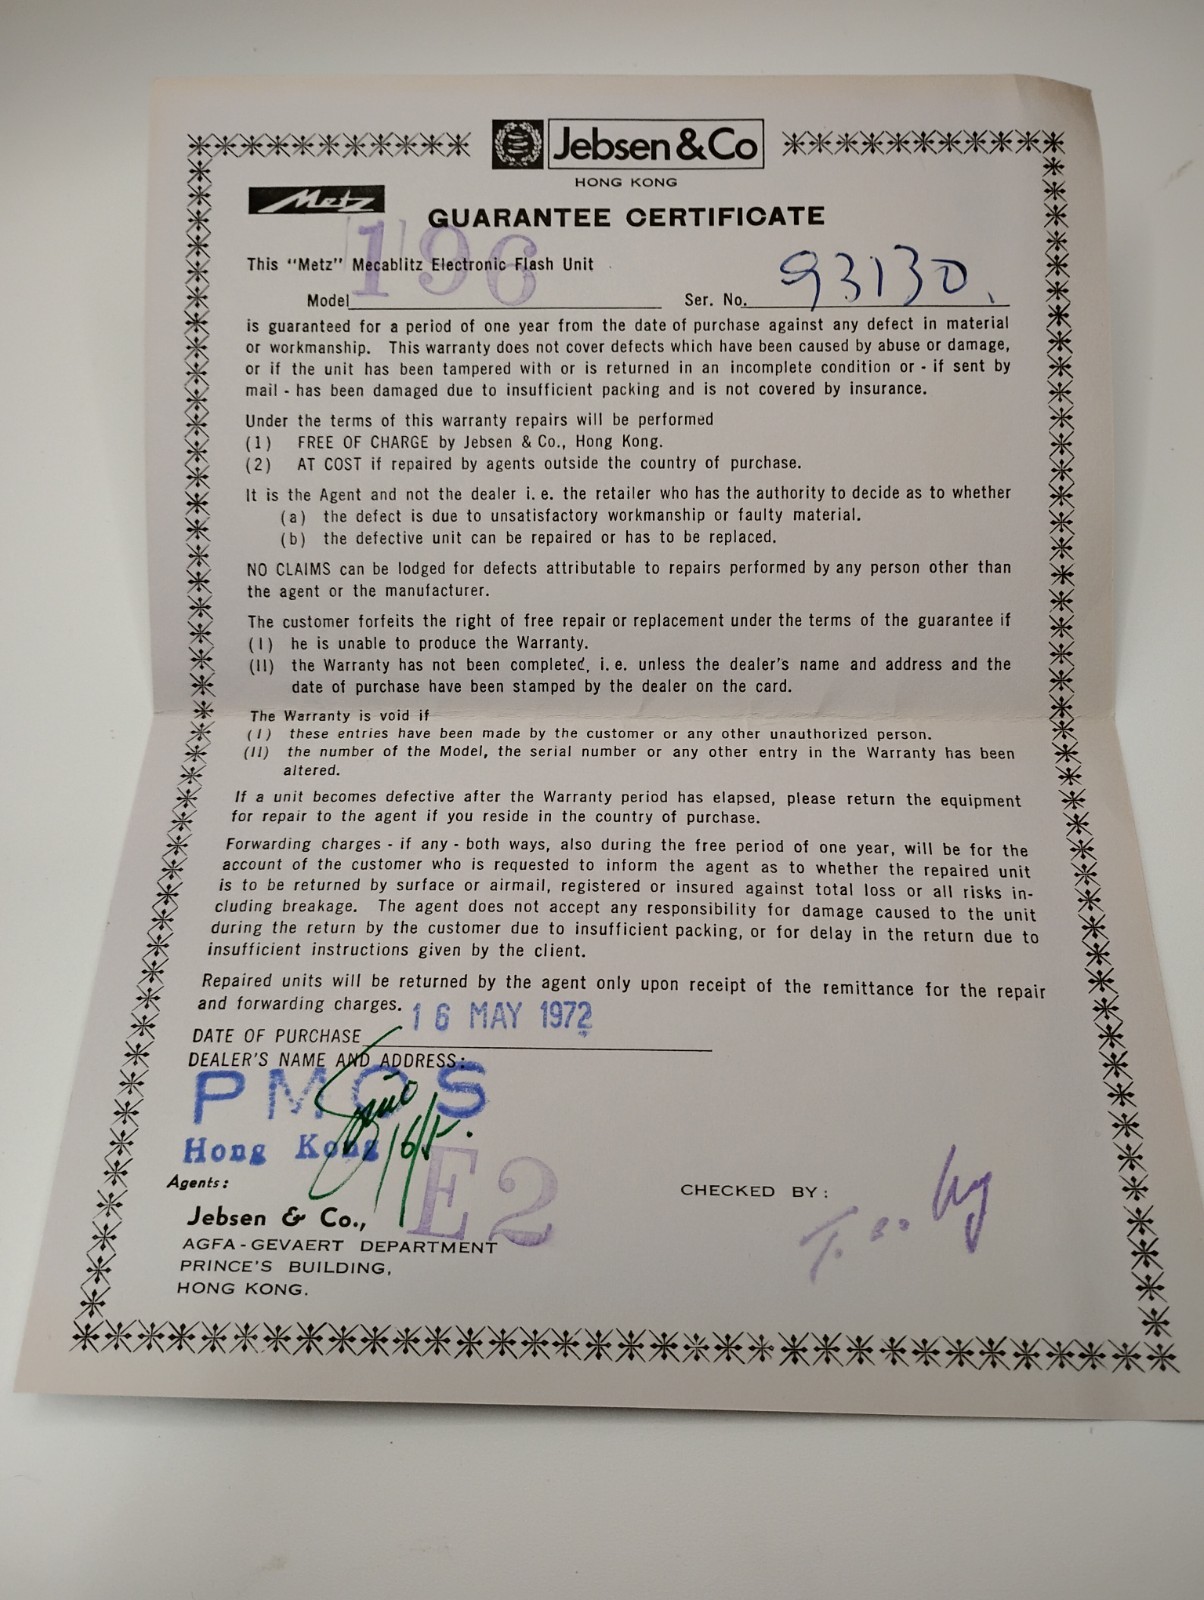 Jebsen & Co
HONG KONG
Metz
GUARANTEE CERTIFICATE
This "Metz" Mecablitz Electronic Flash Unit
Model 196 Ser. No. 93130
is guaranteed for a period of one year from the date of purchase against any defect in material
or workmanship. This warranty does not cover defects which have been caused by abuse or damage,
or if the unit has been tampered with or is returned in an incomplete condition or - if sent by
mail - has been damaged due to insufficient packing and is not covered by insurance.
Under the terms of this warranty repairs will be performed
(1) FREE OF CHARGE by Jebsen & Co., Hong Kong.
(2) AT COST if repaired by agents outside the country of purchase.
It is the Agent and not the dealer i. e. the retailer who has the authority to decide as to whether
(a) the defect is due to unsatisfactory workmanship or faulty material.
(b) the defective unit can be repaired or has to be replaced.
NO CLAIMS can be lodged for defects attributable to repairs performed by any person other than
the agent or the manufacturer.
The customer forfeits the right of free repair or replacement under the terms of the guarantee if
(I) he is unable to produce the Warranty.
(II) the Warranty has not been completed, i. e. unless the dealer's name and address and the
date of purchase have been stamped by the dealer on the card.
The Warranty is void if
(I) these entries have been made by the customer or any other unauthorized person.
(II) the number of the Model, the serial number or any other entry in the Warranty has been
altered.
If a unit becomes defective after the Warranty period has elapsed, please return the equipment
for repair to the agent if you reside in the country of purchase.
Forwarding charges - if any - both ways, also during the free period of one year, will be for the
account of the customer who is requested to inform the agent as to whether the repaired unit
is to be returned by surface or airmail, registered or insured against total loss or all risks in-
cluding breakage. The agent does not accept any responsibility for damage caused to the unit
during the return by the customer due to insufficient packing, or for delay in the return due to
insufficient instructions given by the client.
Repaired units will be returned by the agent only upon receipt of the remittance for the repair
and forwarding charges.
DATE OF PURCHASE 16 MAY 1972
DEALER'S NAME AND ADDRESS:
PMOS
Hong Kong
16/5.
E2
Agents:
CHECKED BY:
Jebsen & Co.,
AGFA-GEVAERT DEPARTMENT
PRINCE'S BUILDING,
HONG KONG.